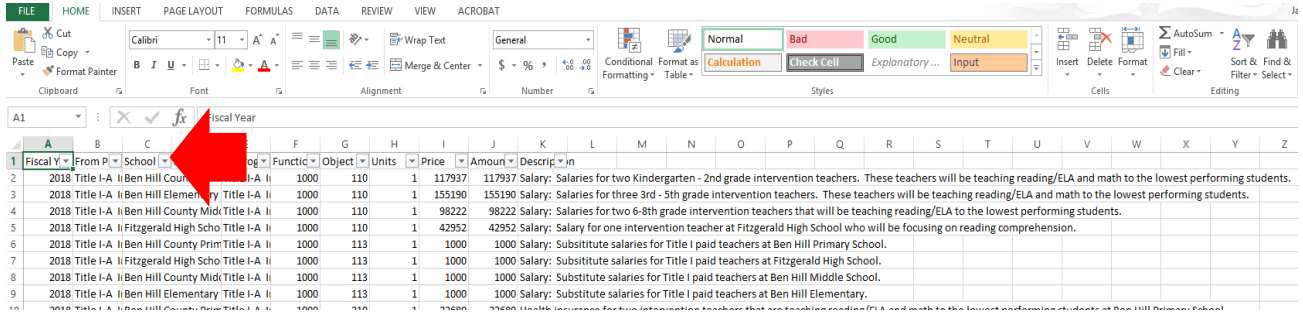 FILE HOME INSERT PAGE LAYOUT FORMULAS DATA REVIEW VIEW ACROBAT
Cut Calibri 11 A A Wrap Text General Normal Bad Good Neutral AutoSum
Copy Fill
Paste Format Painter B I U A Merge & Center $ % , Conditional Format as Calculation Check Cell Explanatory ... Input Insert Delete Format Clear Sort & Find &
Formatting Table Filter Select
Clipboard Font Alignment Number Styles Cells Editing
A1 fx Fiscal Year
A B C E F G H I J K L M N O P Q R S T U V W X Y Z
1 Fiscal Y From P School Functic Object Units Price Amoun Descrip n
2 2018 Title I-A Ben Hill Title I-A 1000 110 1 117937 117937 Salary: Salaries for two Kindergarten - 2nd grade intervention teachers. These teachers will be teaching reading/ELA and math to the lowest performing students.
3 2018 Title I-A Ben Hill Elementary Title I-A 1000 110 1 155190 155190 Salary: Salaries for three 3rd - 5th grade intervention teachers. These teachers will be teaching reading/ELA and math to the lowest performing students.
4 2018 Title I-A Ben Hill County Midd Title I-A 1000 110 1 98222 98222 Salary: Salaries for two 6-8th grade intervention teachers that will be teaching reading/ELA to the lowest performing students.
5 2018 Title I-A Fitzgerald High Scho Title I-A 1000 110 1 42952 42952 Salary: Salary for one intervention teacher at Fitzgerald High School who will be focusing on reading comprehension.
6 2018 Title I-A Ben Hill County Prim Title I-A 1000 113 1 1000 1000 Salary: Subsititute salaries for Title I paid teachers at Ben Hill Primary School.
7 2018 Title I-A Fitzgerald High Scho Title I-A 1000 113 1 1000 1000 Salary: Substitute salaries for Title I paid teachers at Fitzgerald High School.
8 2018 Title I-A Ben Hill County Midd Title I-A 1000 113 1 1000 1000 Salary: Substitute salaries for Title I paid teachers at Ben Hill Middle School.
9 2018 Title I-A Ben Hill Elementary Title I-A 1000 113 1 1000 1000 Salary: Substitute salaries for Title I paid teachers at Ben Hill Elementary.